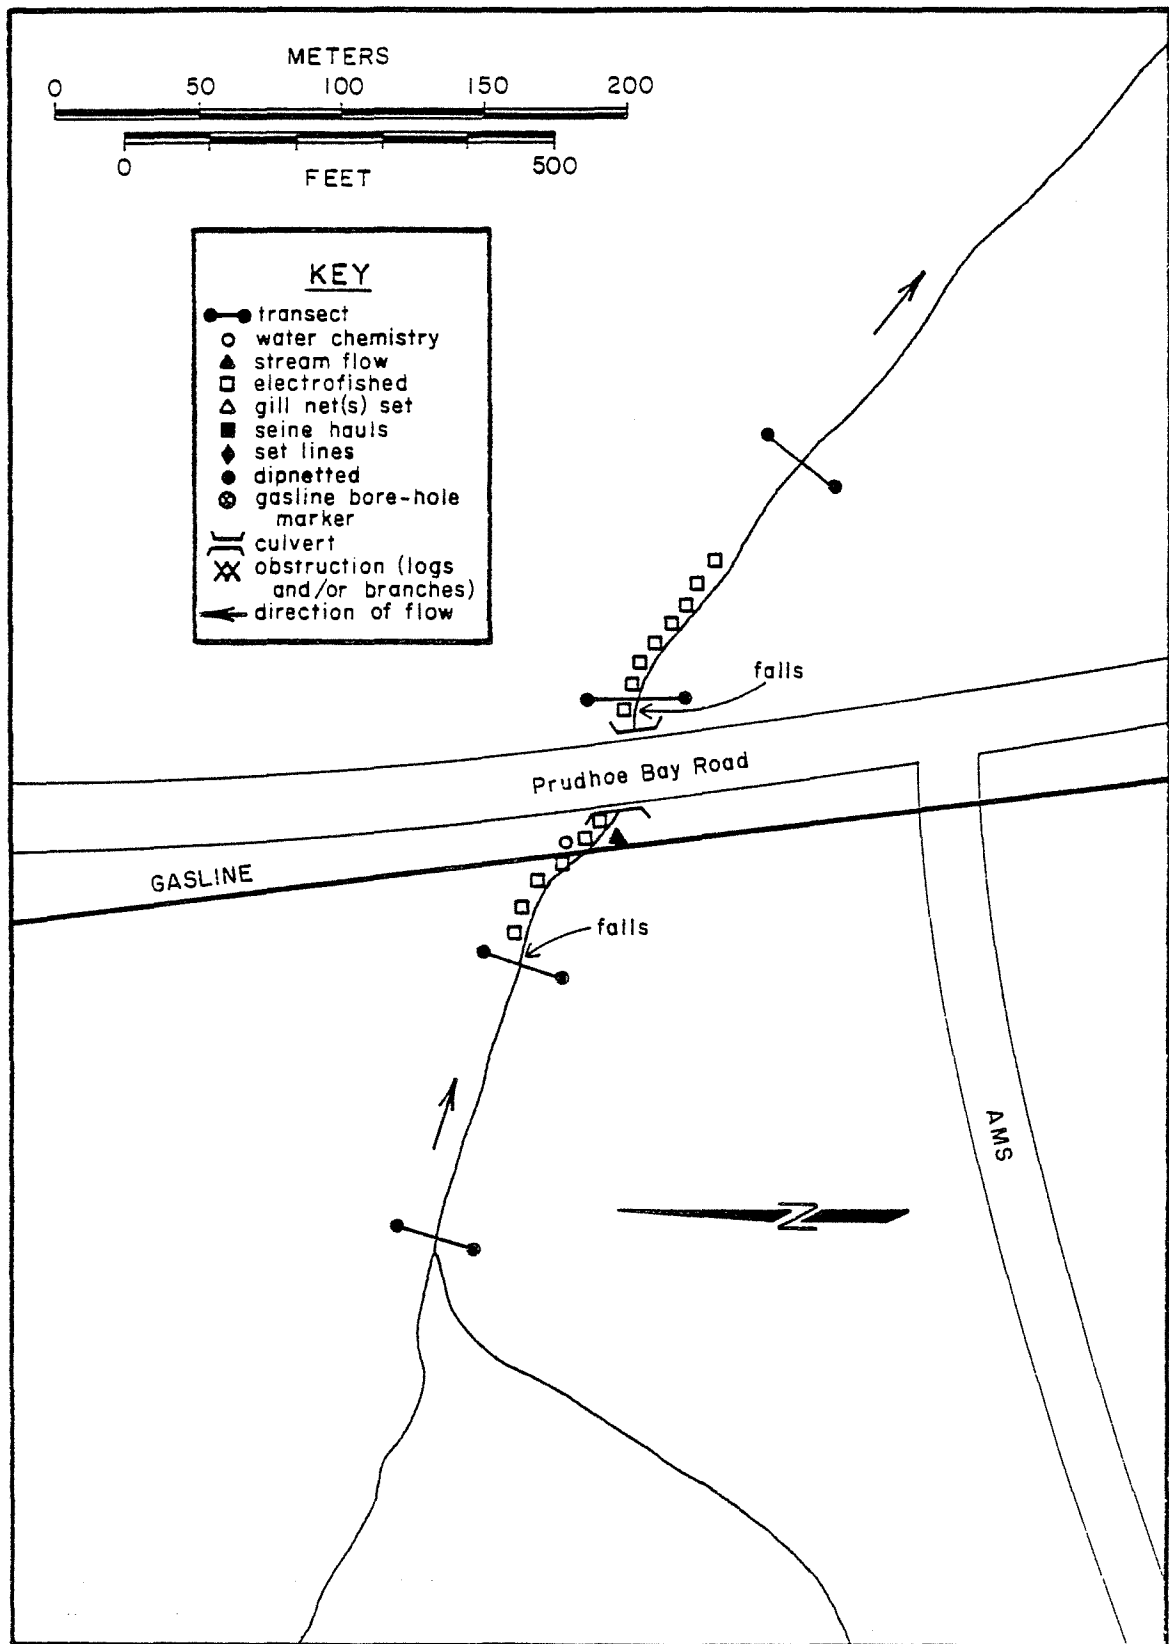 METERS
0 50 100 150 200
0 500
FEET
KEY
transect
water chemistry
stream flow
electrofished
gill net(s) set
seine hauls
set lines
dipnetted
gasline bore-hole
marker
culvert
obstruction (logs
and/or branches)
direction of flow
falls
Prudhoe Bay Road
GASLINE
falls
AMS
N